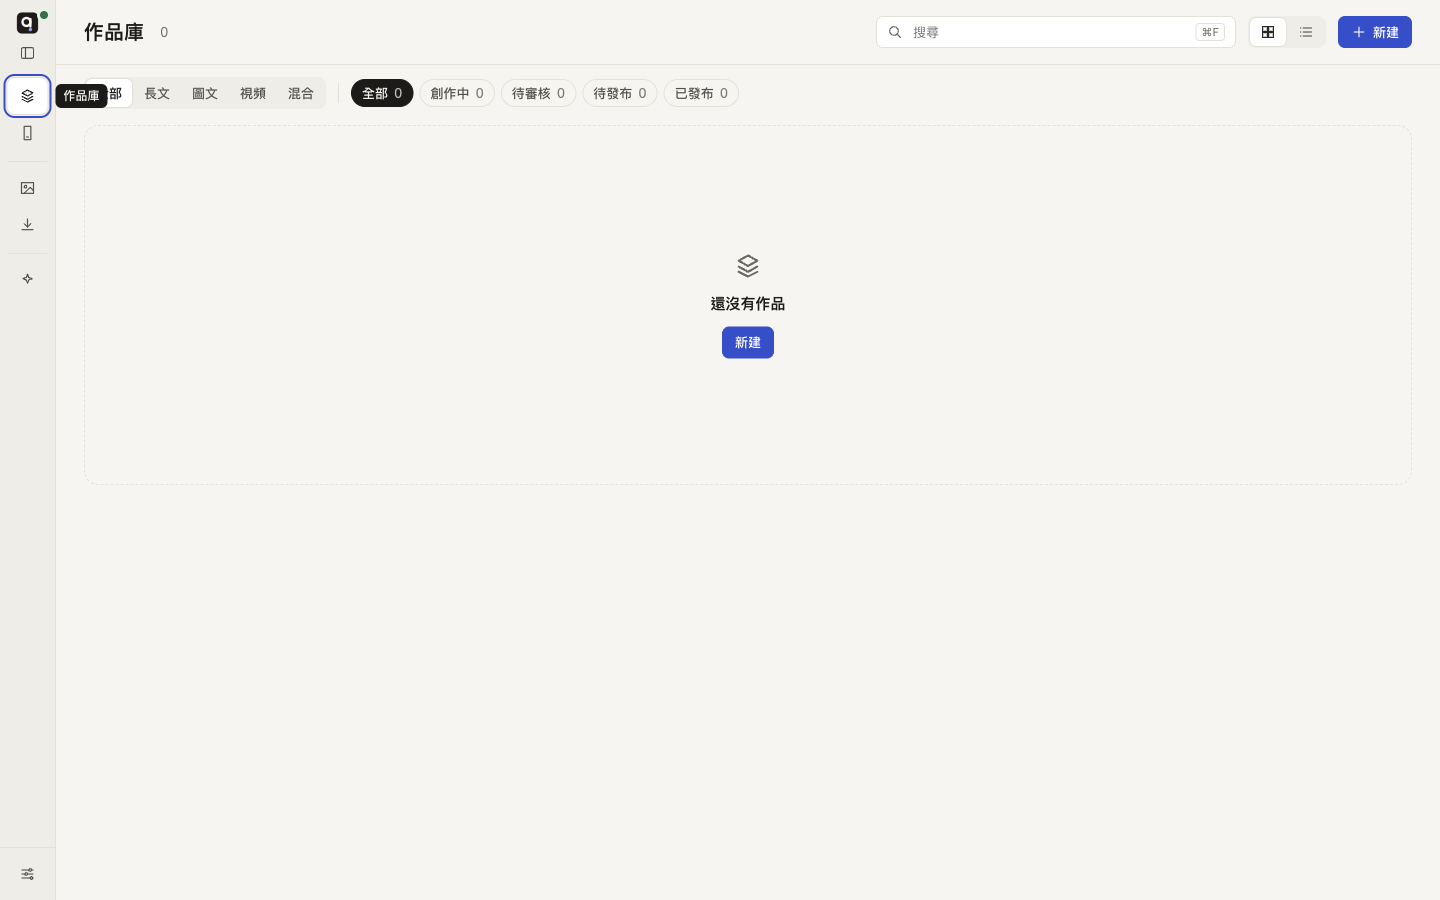 作品庫 0
搜尋 ⌘F
新建
作品庫
部 長文 圖文 視頻 混合
全部 0 創作中 0 待審核 0 待發布 0 已發布 0
還沒有作品
新建